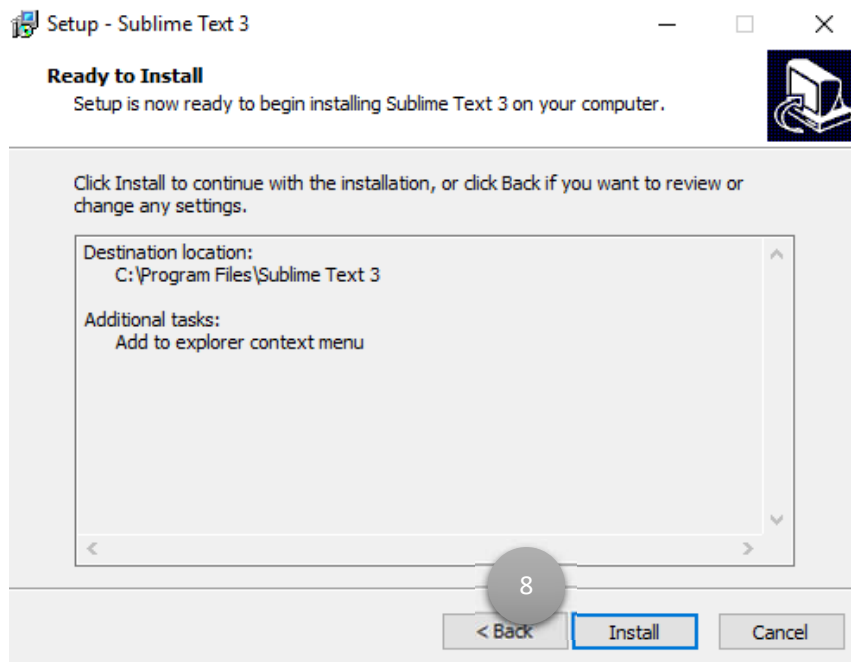 Setup - Sublime Text 3
Ready to Install
Setup is now ready to begin installing Sublime Text 3 on your computer.
Click Install to continue with the installation, or click Back if you want to review or
change any settings.
Destination location:
C:\Program Files\Sublime Text 3
Additional tasks:
Add to explorer context menu
8
< Back Install Cancel